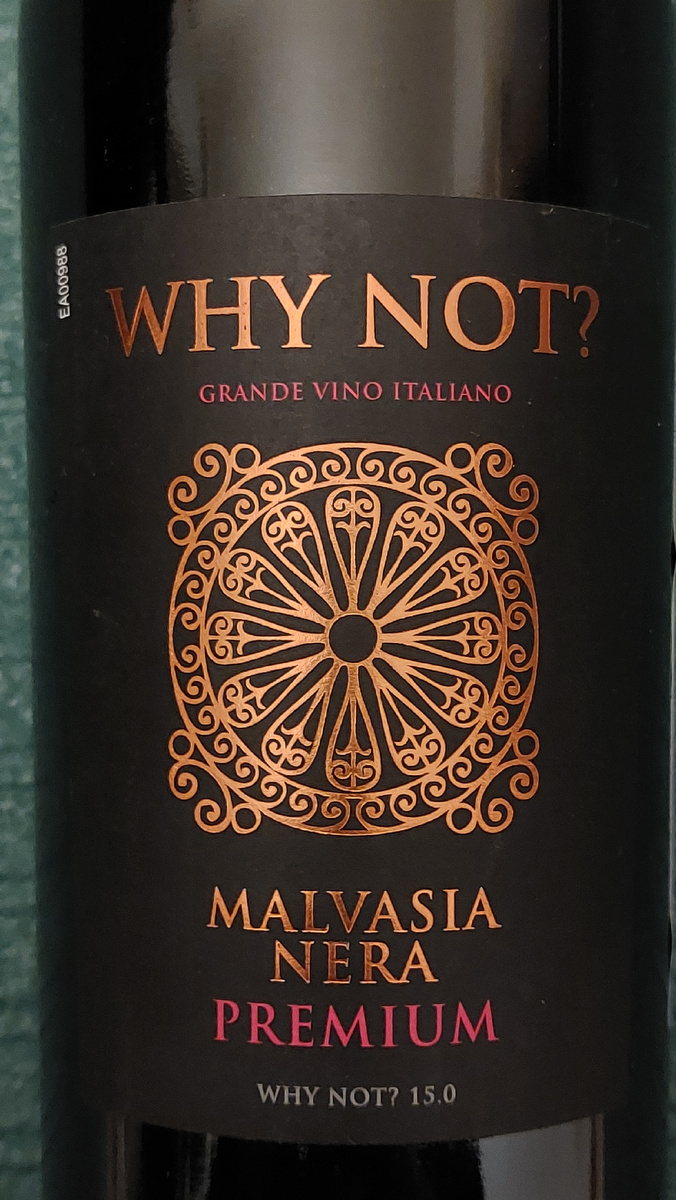 EA00988
WHY NOT?
GRANDE VINO ITALIANO
MALVASIA
NERA
PREMIUM
WHY NOT? 15.0